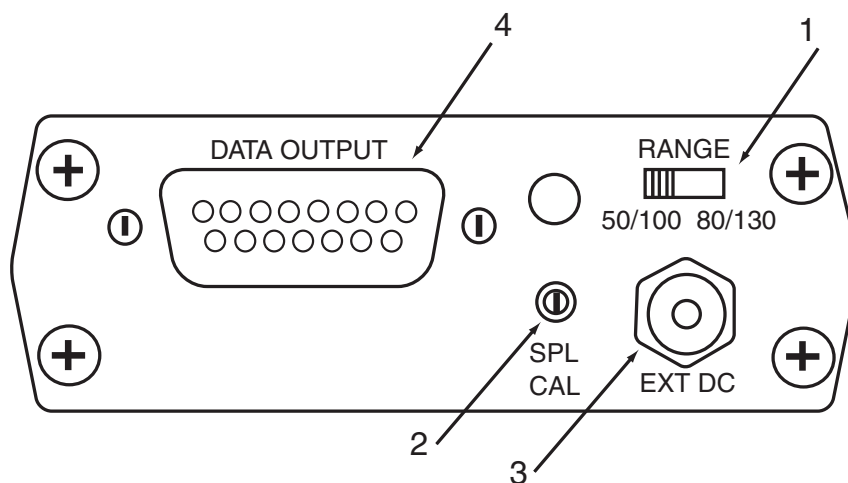 4
1
DATA OUTPUT
RANGE
50/100 80/130
SPL
CAL
EXT DC
2
3